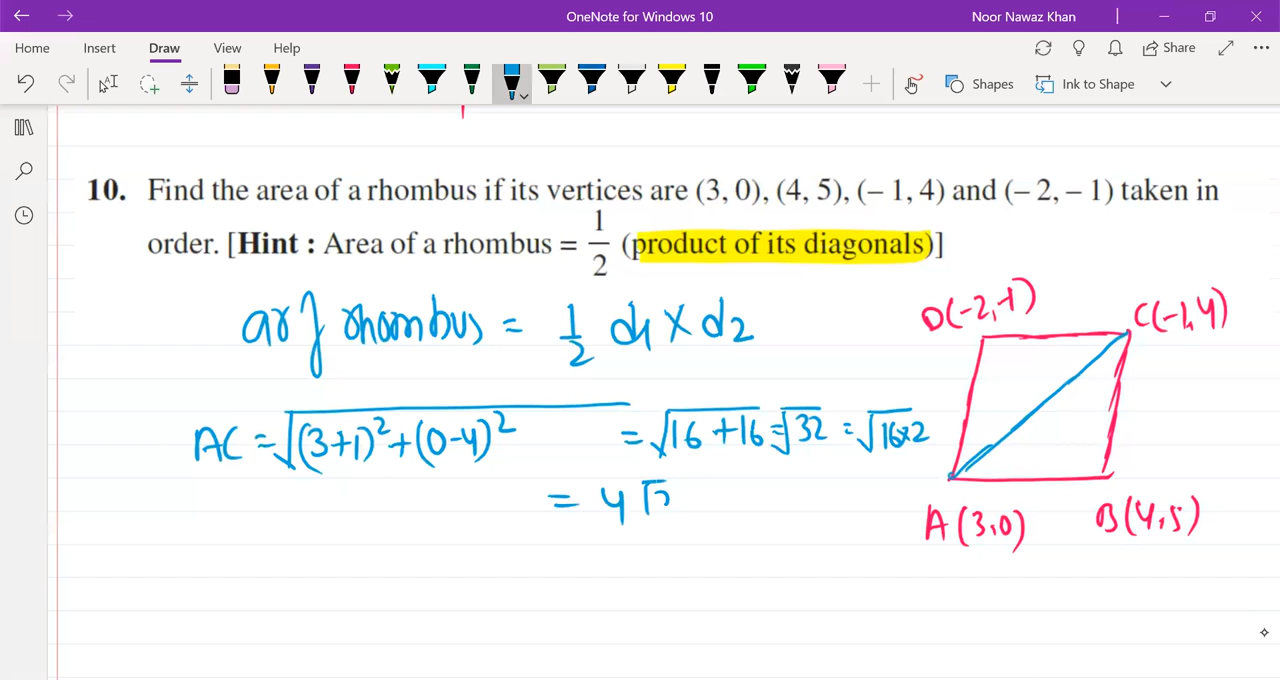 OneNote for Windows 10
Noor Nawaz Khan
Home Insert Draw View Help
Share
Shapes Ink to Shape
10. Find the area of a rhombus if its vertices are (3, 0), (4, 5), (– 1, 4) and (– 2, – 1) taken in
order. [Hint : Area of a rhombus = 1/2 (product of its diagonals)]
ar of rhombus = 1/2 d1 × d2
D(-2,-1) C(-1,4)
AC = √(3+1)² + (0-4)² = √16 + 16 = √32 = √16×2
= 4√2
A (3,0) B(4,5)